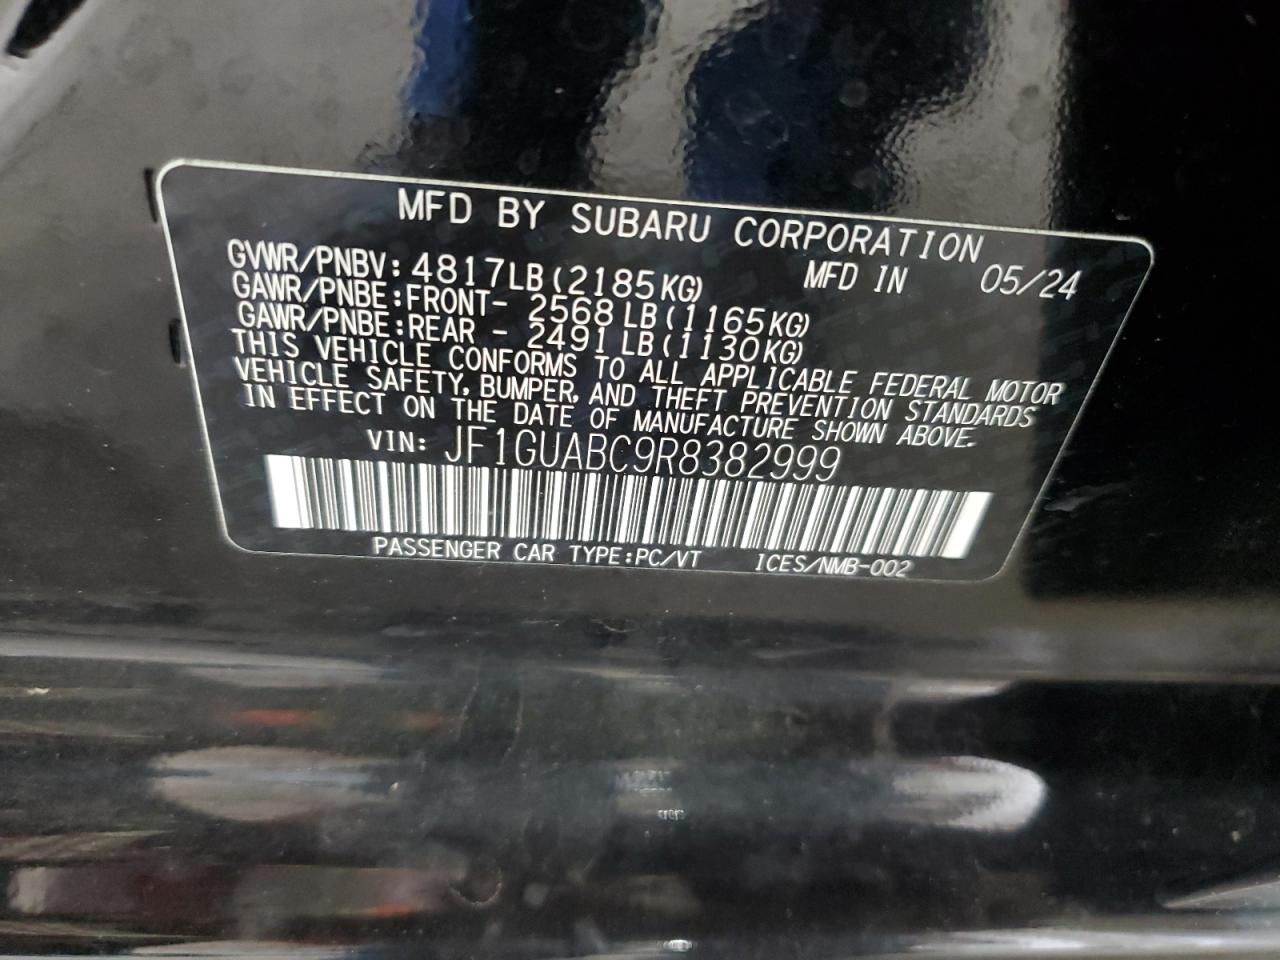 MFD BY SUBARU CORPORATION
GVWR/PNBV: 4817LB(2185KG) MFD IN 05/24
GAWR/PNBE:FRONT- 2568LB(1165KG)
GAWR/PNBE:REAR - 2491LB(1130KG)
THIS VEHICLE CONFORMS TO ALL APPLICABLE FEDERAL MOTOR
VEHICLE SAFETY, BUMPER, AND THEFT PREVENTION STANDARDS
IN EFFECT ON THE DATE OF MANUFACTURE SHOWN ABOVE.
VIN: JF1GUABC9R8382999
PASSENGER CAR TYPE:PC/VT ICES/NMB-002